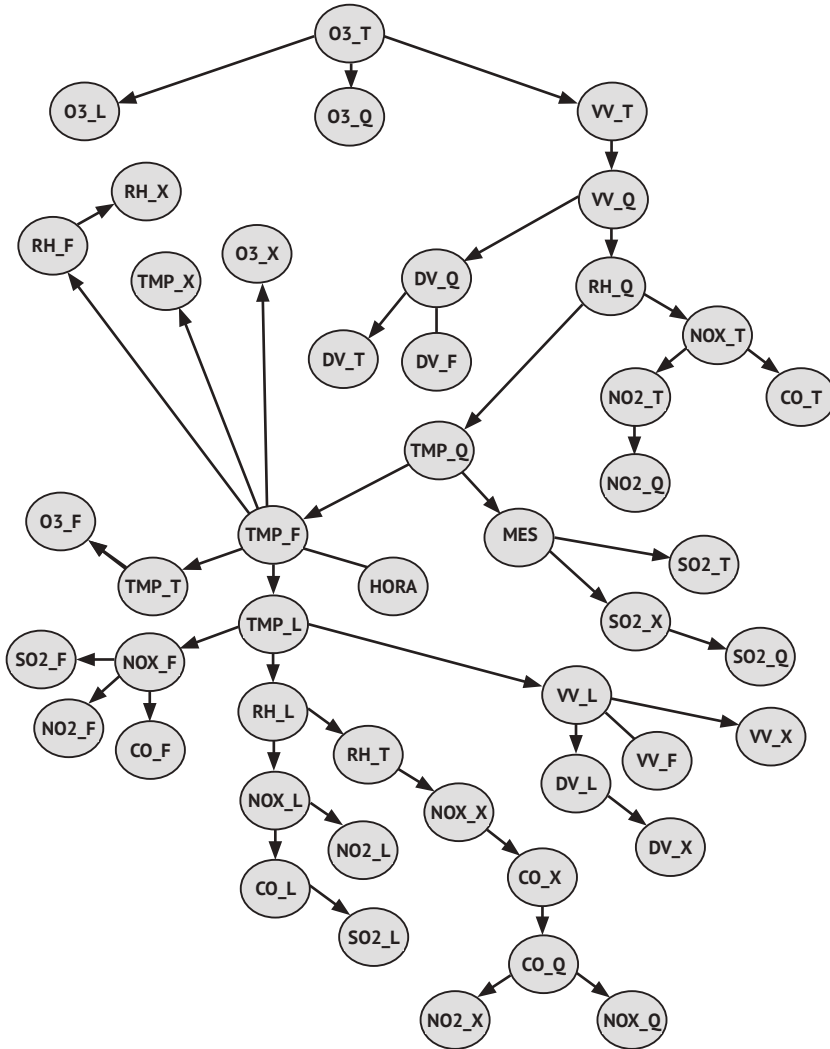 O3_T
O3_L
O3_Q
VV_T
RH_X
VV_Q
RH_F
O3_X
TMP_X
DV_Q
RH_Q
DV_T
DV_F
NOX_T
NO2_T
CO_T
TMP_Q
NO2_Q
O3_F
TMP_F
MES
TMP_T
HORA
SO2_T
TMP_L
SO2_X
SO2_F
NOX_F
SO2_Q
NO2_F
CO_F
RH_L
VV_L
RH_T
VV_F
VV_X
NOX_L
NOX_X
DV_L
NO2_L
DV_X
CO_L
CO_X
SO2_L
CO_Q
NO2_X
NOX_Q